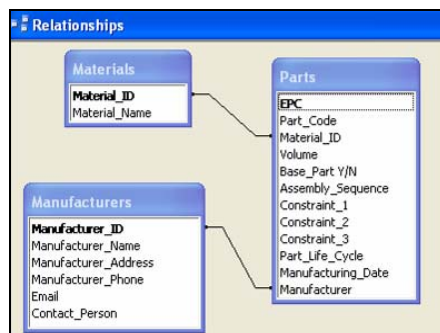 Relationships
Materials
Material_ID
Material_Name
Parts
EPC
Part_Code
Material_ID
Volume
Base_Part Y/N
Assembly_Sequence
Constraint_1
Constraint_2
Constraint_3
Part_Life_Cycle
Manufacturing_Date
Manufacturer
Manufacturers
Manufacturer_ID
Manufacturer_Name
Manufacturer_Address
Manufacturer_Phone
Email
Contact_Person